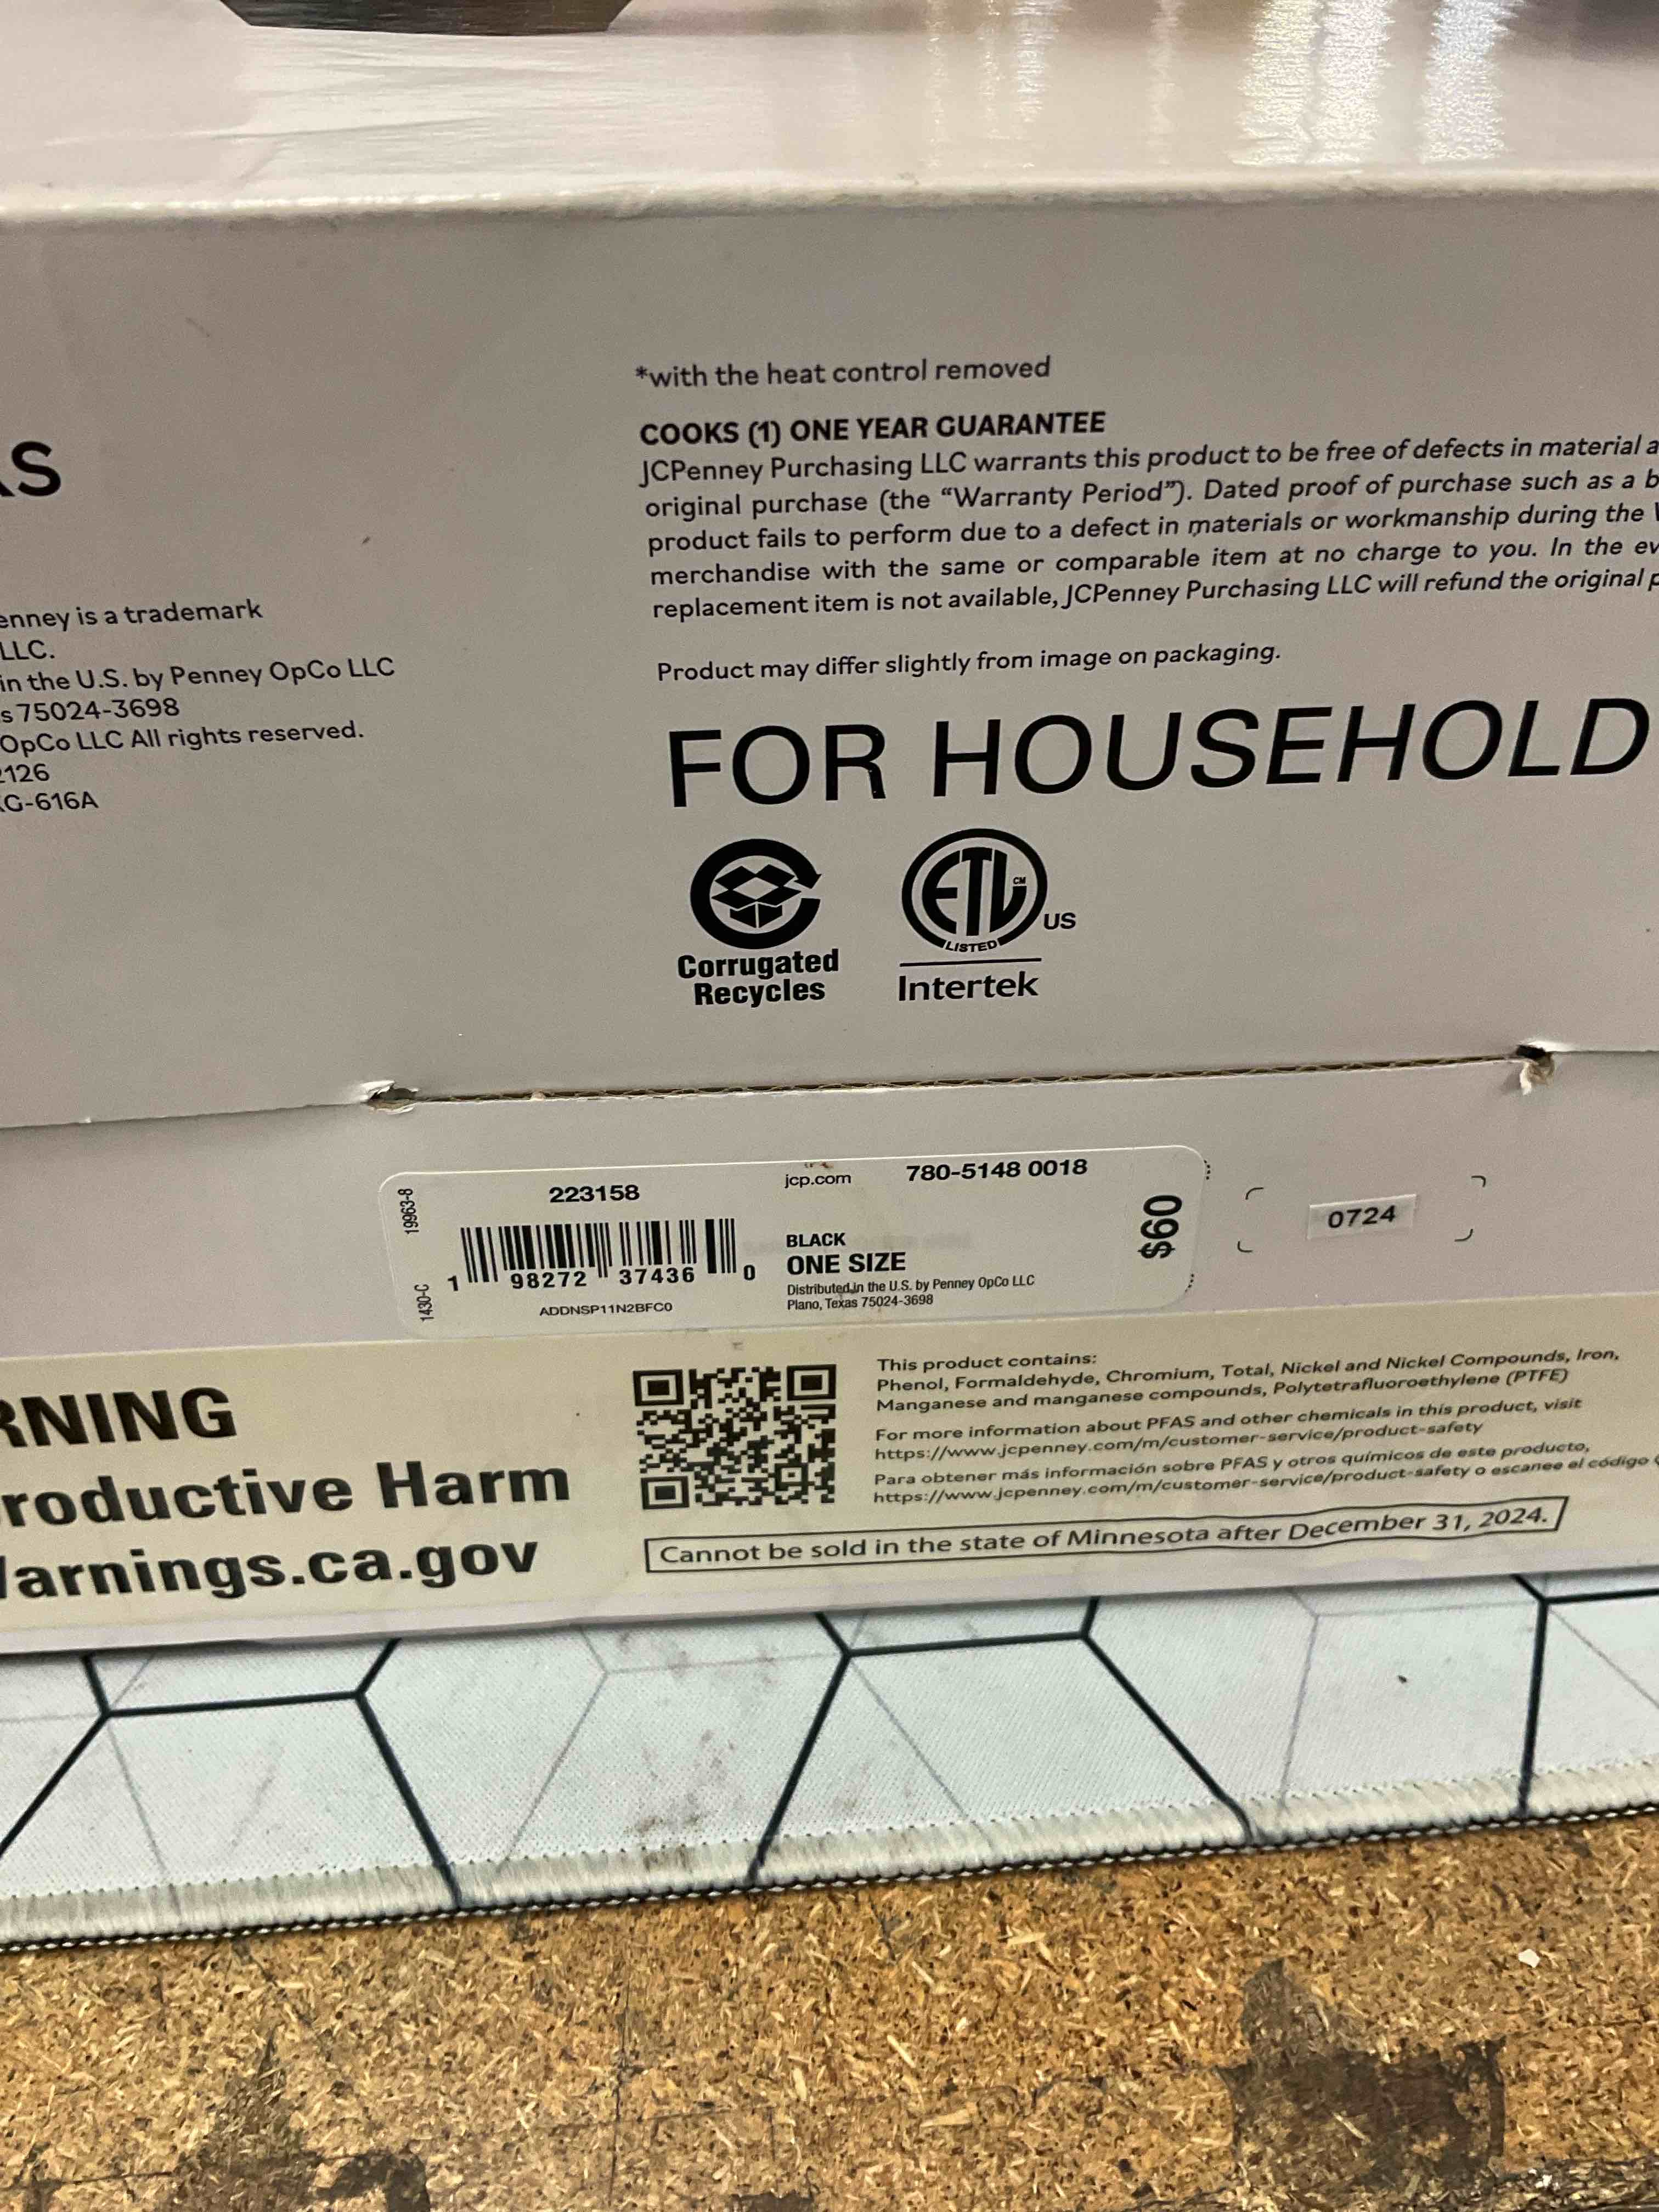 *with the heat control removed
COOKS (1) ONE YEAR GUARANTEE
JCPenney Purchasing LLC warrants this product to be free of defects in material a
original purchase (the “Warranty Period”). Dated proof of purchase such as a b
product fails to perform due to a defect in materials or workmanship during the
merchandise with the same or comparable item at no charge to you. In the ev
replacement item is not available, JCPenney Purchasing LLC will refund the original p
Product may differ slightly from image on packaging.
FOR HOUSEHOLD
AS
enney is a trademark
LLC.
in the U.S. by Penney OpCo LLC
s 75024-3698
OpCo LLC All rights reserved.
2126
KG-616A
Corrugated
Recycles
ETL CM
LISTED
US
Intertek
19963-8
1430-C
223158
1 98272 37436 0
ADDNSP11N2BFC0
jcp.com
780-5148 0018
BLACK
ONE SIZE
Distributed in the U.S. by Penney OpCo LLC
Plano, Texas 75024-3698
$60
0724
RNING
roductive Harm
Warnings.ca.gov
This product contains:
Phenol, Formaldehyde, Chromium, Total, Nickel and Nickel Compounds, Iron,
Manganese and manganese compounds, Polytetrafluoroethylene (PTFE)
For more information about PFAS and other chemicals in this product, visit
https://www.jcpenney.com/m/customer-service/product-safety
Para obtener más información sobre PFAS y otros químicos de este producto,
https://www.jcpenney.com/m/customer-service/product-safety o escanee el código
Cannot be sold in the state of Minnesota after December 31, 2024.